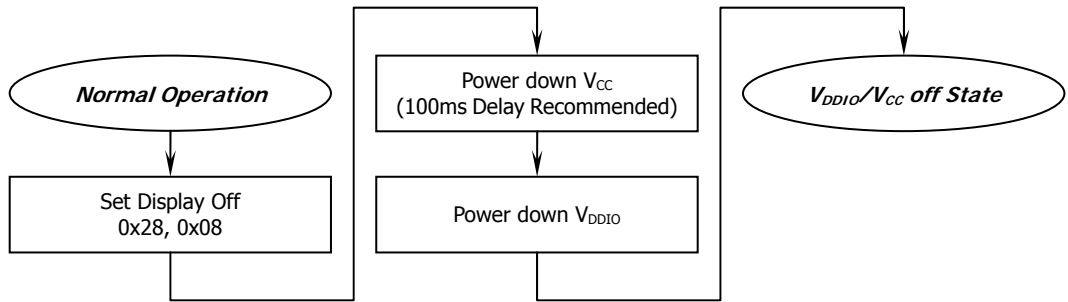 Normal Operation
Set Display Off
0x28, 0x08
Power down VCC
(100ms Delay Recommended)
Power down VDDIO
VDDIO/VCC off State